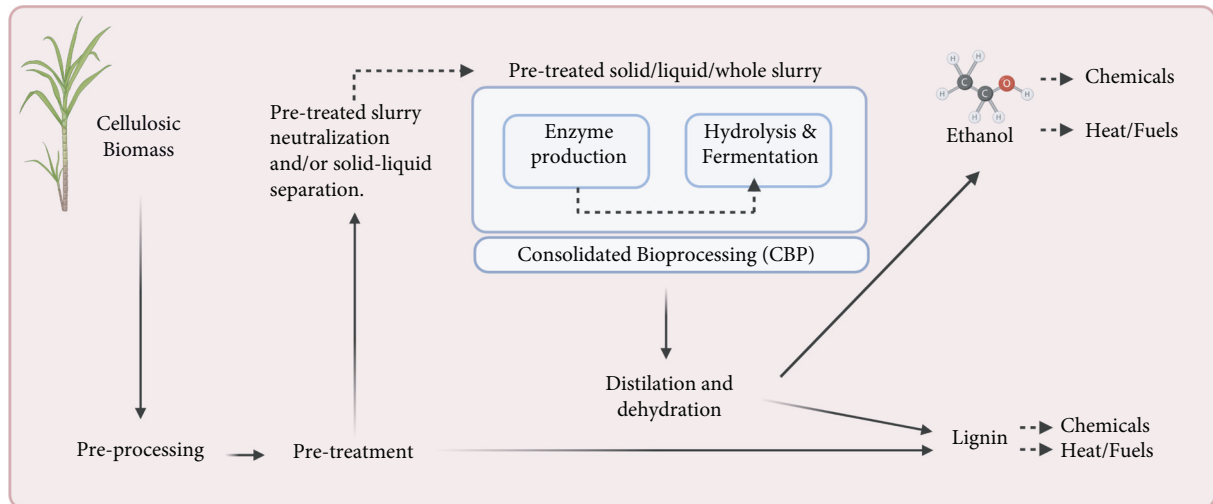 Cellulosic
Biomass
Pre-treated slurry
neutralization
and/or solid-liquid
separation.
Pre-treated solid/liquid/whole slurry
Enzyme
production
Hydrolysis &
Fermentation
Consolidated Bioprocessing (CBP)
H
H
H
C
C
O
H
H
H
Ethanol
Chemicals
Heat/Fuels
Distilation and
dehydration
Pre-processing
Pre-treatment
Lignin
Chemicals
Heat/Fuels